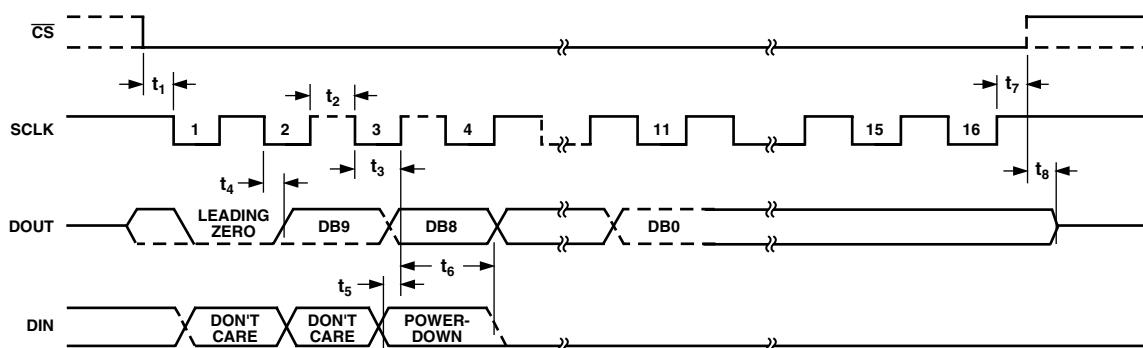 CS
t1
t2
t7
SCLK
1 2 3 4 11 15 16
t4
t3
t8
DOUT
LEADING
ZERO
DB9 DB8 DB0
t5
t6
DIN
DON'T
CARE
DON'T
CARE
POWER-
DOWN